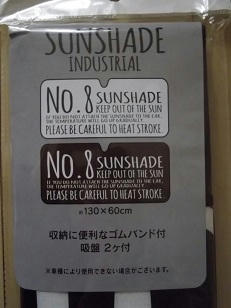 SUNSHADE
INDUSTRIAL
No.8 SUNSHADE
KEEP OUT OF THE SUN
IF YOU DO NOT ATTACH THE SUNSHADE TO THE CAR,
THE TEMPERATURE WILL GO UP GRADUALLY.
PLEASE BE CAREFUL TO HEAT STROKE.
No.8 SUNSHADE
KEEP OUT OF THE SUN
IF YOU DO NOT ATTACH THE SUNSHADE TO THE CAR,
THE TEMPERATURE WILL GO UP GRADUALLY.
PLEASE BE CAREFUL TO HEAT STROKE.
約130×60cm
収納に便利なゴムバンド付
吸盤 2ヶ付
※車種により使用できない場合がございます。